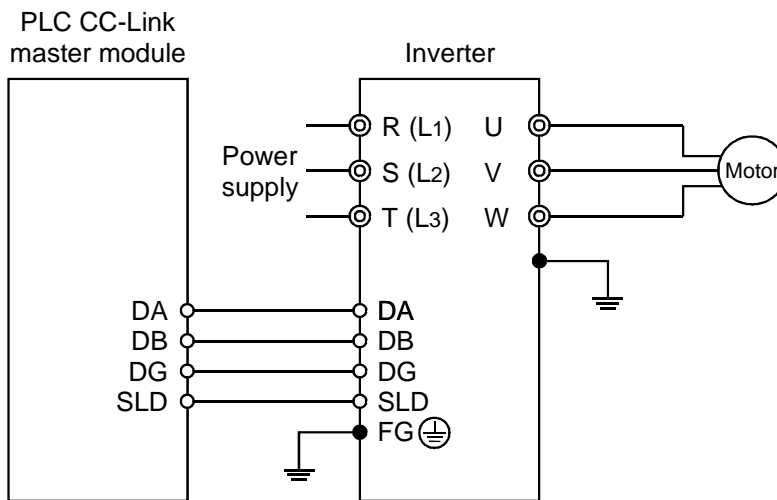 PLC CC-Link
master module
Inverter
Power
supply
R (L1)
S (L2)
T (L3)
U
V
W
Motor
DA
DB
DG
SLD
DA
DB
DG
SLD
FG